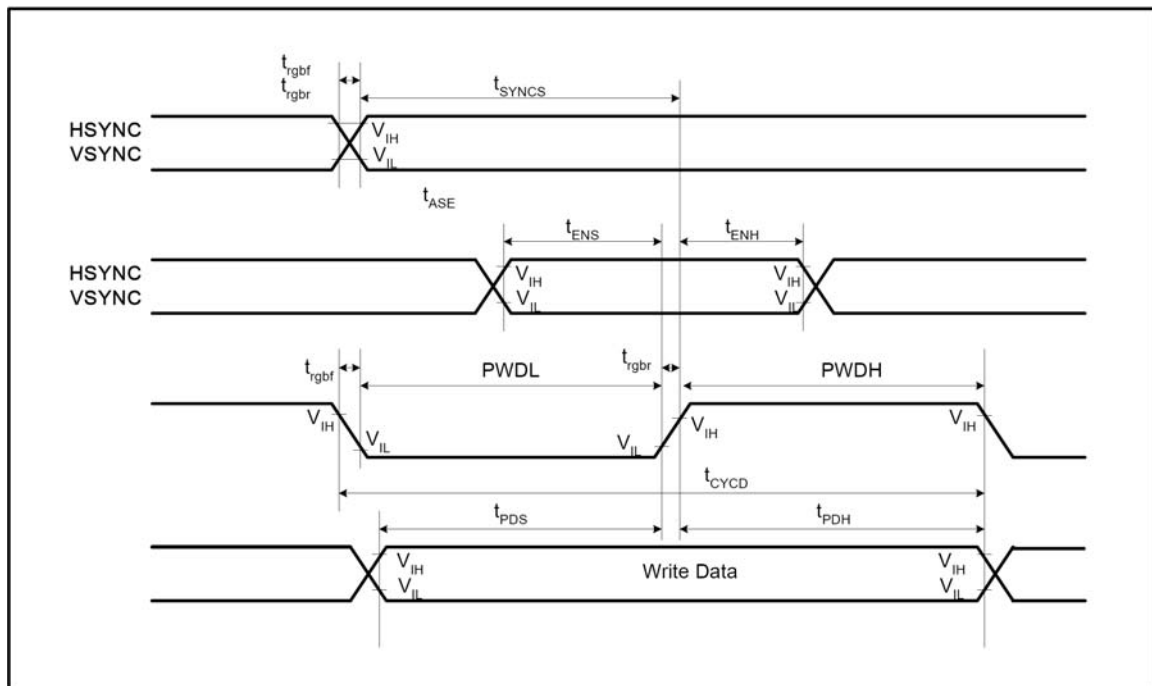 t_rgbf
t_rgbr
t_SYNCS
HSYNC
VSYNC
V_IH
V_IL
t_ASE
t_ENS
t_ENH
HSYNC
VSYNC
V_IH
V_IL
V_IH
V_IL
t_rgbf
PWDL
t_rgbr
PWDH
V_IH
V_IL
V_IL
V_IH
V_IH
t_CYCD
t_PDS
t_PDH
V_IH
V_IL
Write Data
V_IH
V_IL